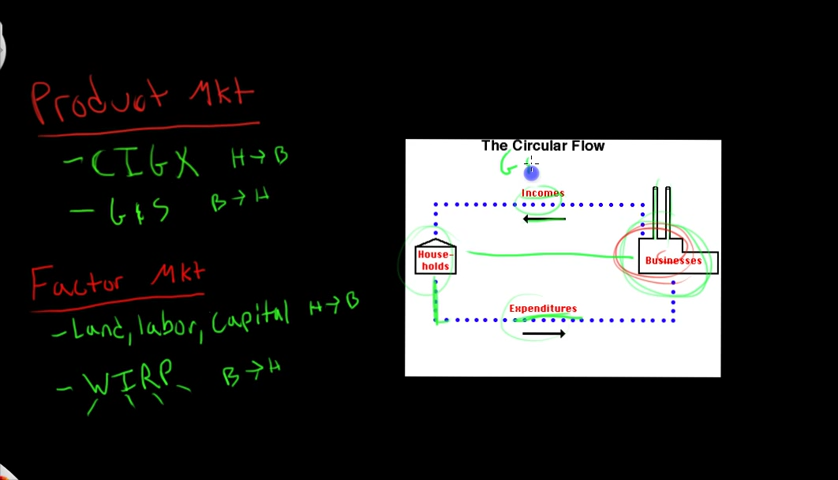 Product Mkt
- CIGX H→B
- G&S B→H
Factor Mkt
- Land, labor, capital H→B
- WIRP B→H
The Circular Flow
G
Incomes
House-
holds
Businesses
Expenditures